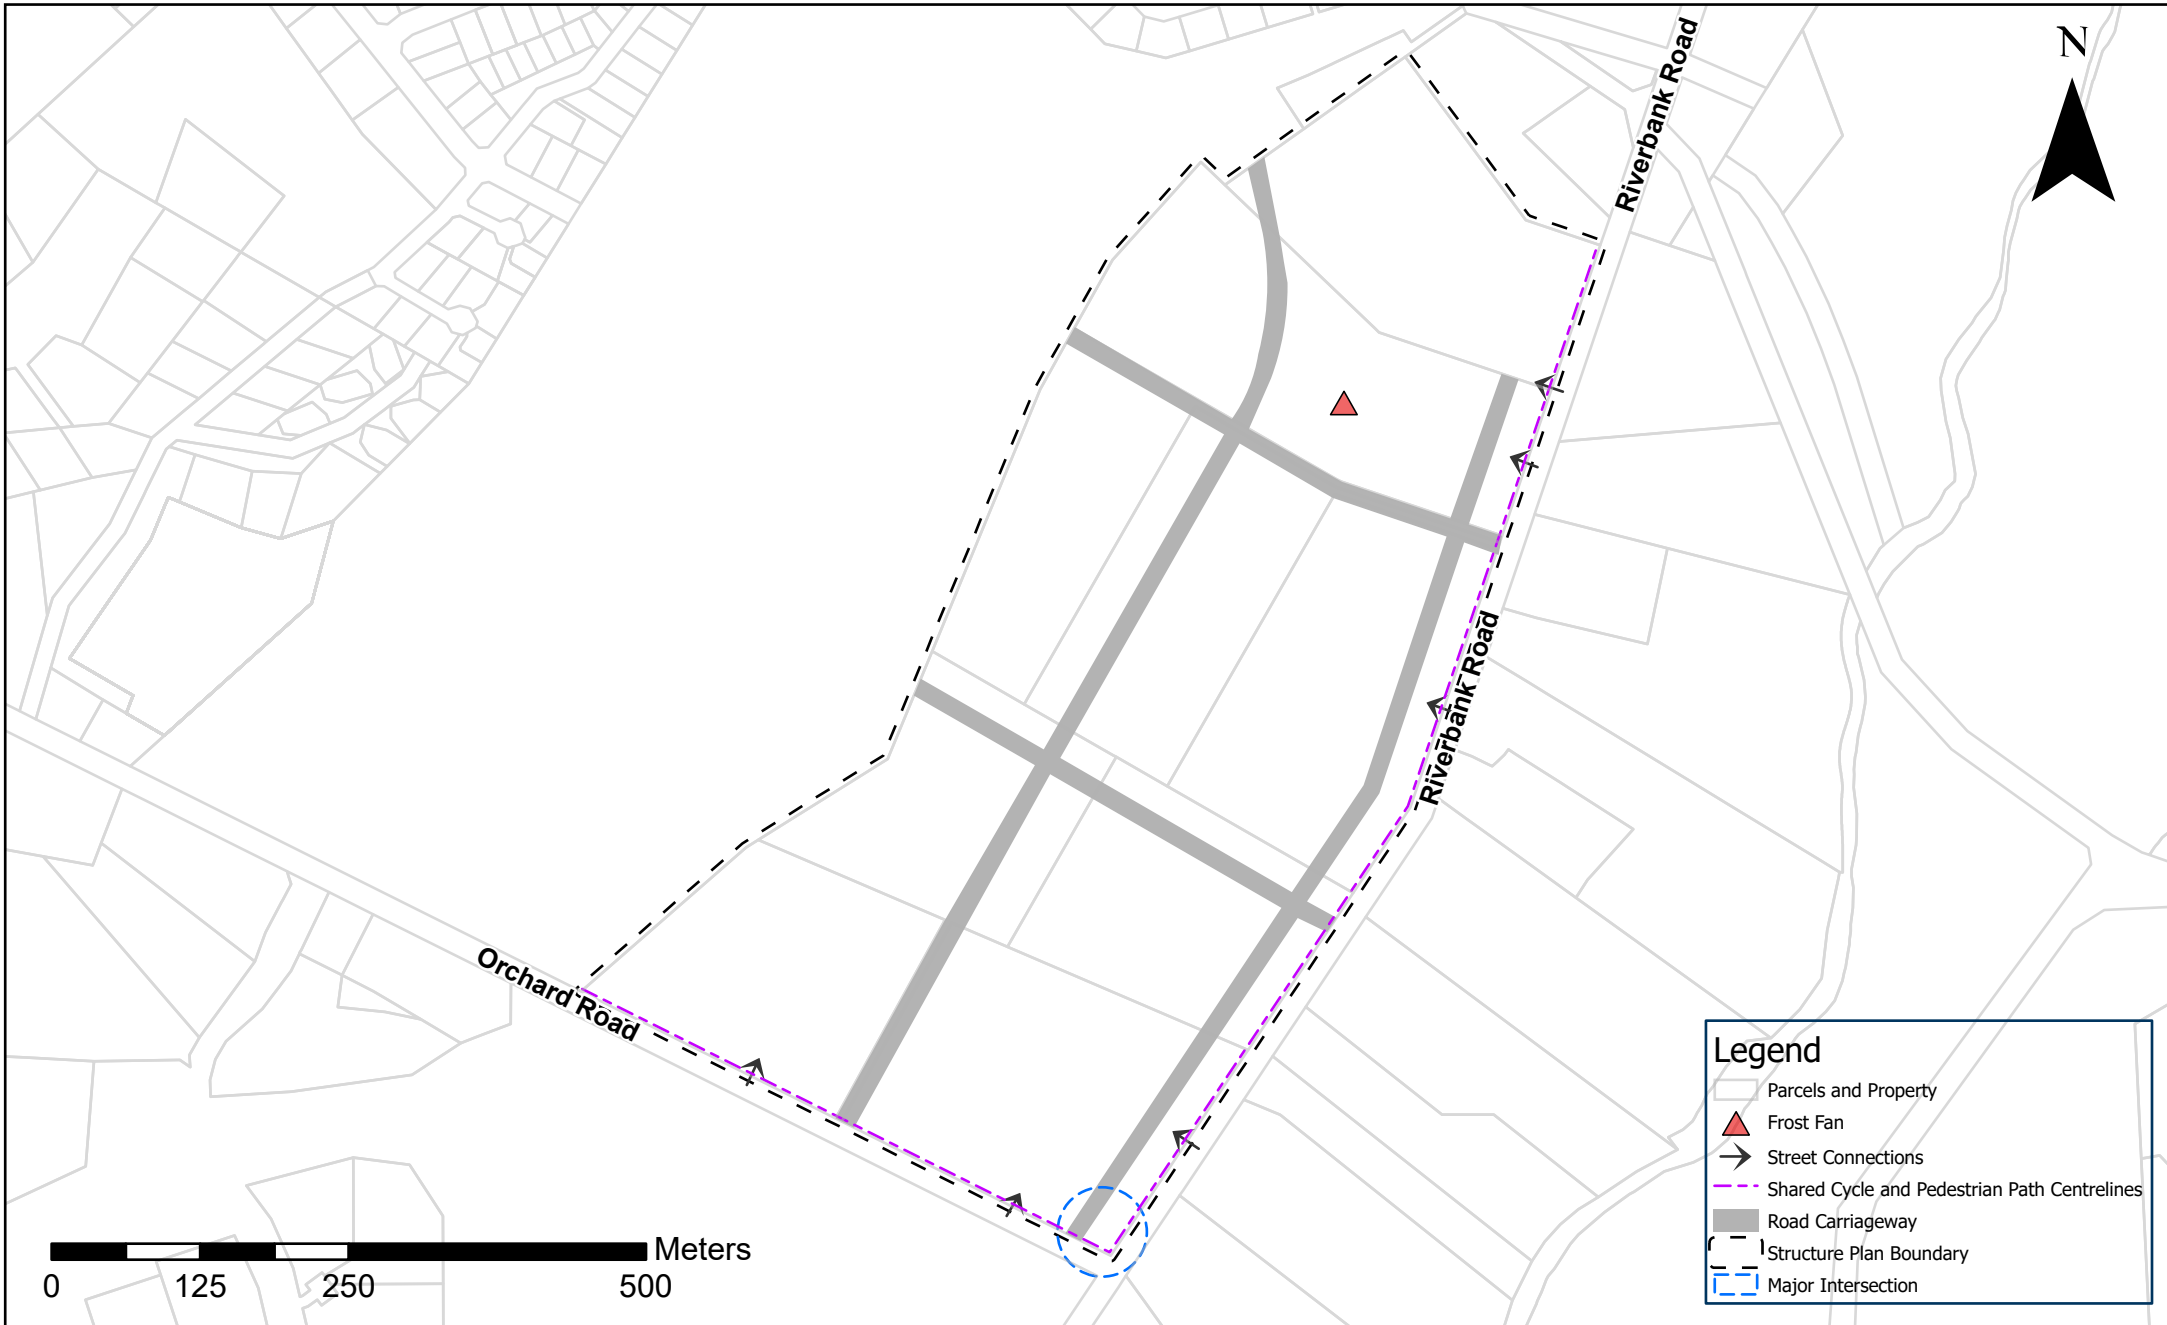 Riverbank Road
N
Riverbank Road
Orchard Road
Legend
Parcels and Property
Frost Fan
Street Connections
Shared Cycle and Pedestrian Path Centrelines
Road Carriageway
Structure Plan Boundary
Major Intersection
Meters
0 125 250 500